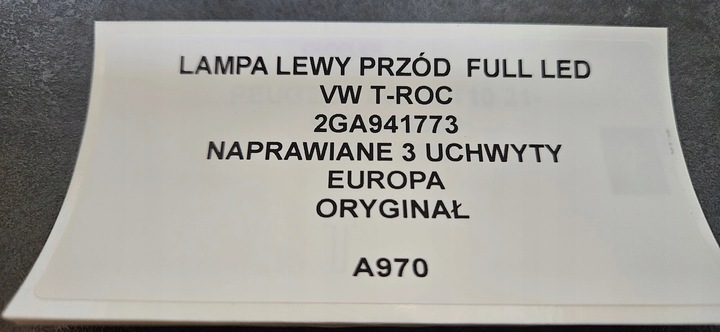 LAMPA LEWY PRZÓD FULL LED
VW T-ROC
2GA941773
NAPRAWIANE 3 UCHWYTY
EUROPA
ORYGINAŁ
A970